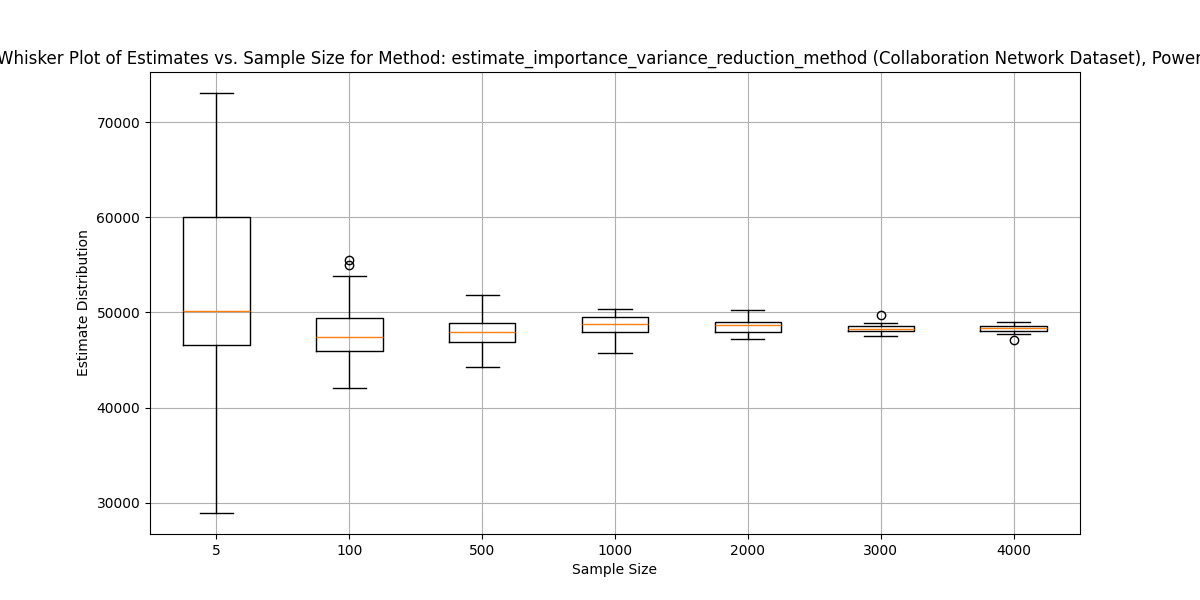 Whisker Plot of Estimates vs. Sample Size for Method: estimate_importance_variance_reduction_method (Collaboration Network Dataset), Power
70000
60000
50000
40000
30000
Estimate Distribution
5 100 500 1000 2000 3000 4000
Sample Size